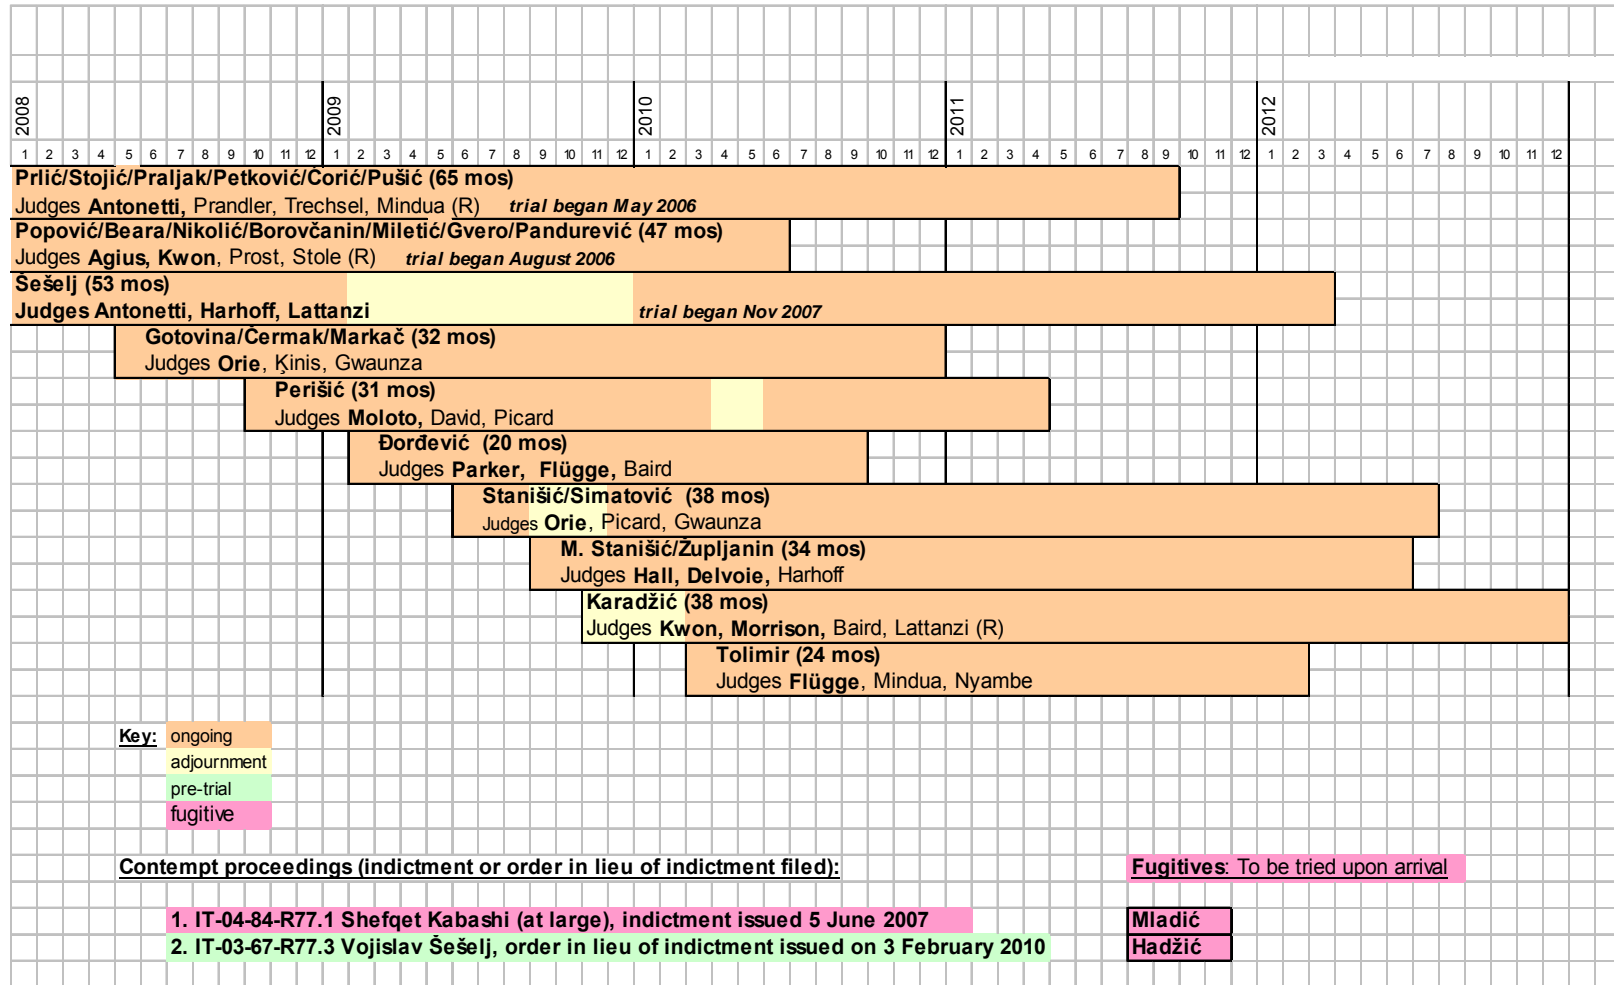 2008 2009 2010 2011 2012
1 2 3 4 5 6 7 8 9 10 11 12 1 2 3 4 5 6 7 8 9 10 11 12 1 2 3 4 5 6 7 8 9 10 11 12 1 2 3 4 5 6 7 8 9 10 11 12 1 2 3 4 5 6 7 8 9 10 11 12
Prlić/Stojić/Praljak/Petković/Ćorić/Pušić (65 mos)
Judges Antonetti, Prandler, Trechsel, Mindua (R) trial began May 2006
Popović/Beara/Nikolić/Borovčanin/Miletić/Gvero/Pandurević (47 mos)
Judges Agius, Kwon, Prost, Stole (R) trial began August 2006
Šešelj (53 mos)
Judges Antonetti, Harhoff, Lattanzi trial began Nov 2007
Gotovina/Čermak/Markač (32 mos)
Judges Orie, Ķinis, Gwaunza
Perišić (31 mos)
Judges Moloto, David, Picard
Đorđević (20 mos)
Judges Parker, Flügge, Baird
Stanišić/Simatović (38 mos)
Judges Orie, Picard, Gwaunza
M. Stanišić/Župljanin (34 mos)
Judges Hall, Delvoie, Harhoff
Karadžić (38 mos)
Judges Kwon, Morrison, Baird, Lattanzi (R)
Tolimir (24 mos)
Judges Flügge, Mindua, Nyambe
Key: ongoing
adjournment
pre-trial
fugitive
Contempt proceedings (indictment or order in lieu of indictment filed):
1. IT-04-84-R77.1 Shefqet Kabashi (at large), indictment issued 5 June 2007
2. IT-03-67-R77.3 Vojislav Šešelj, order in lieu of indictment issued on 3 February 2010
Fugitives: To be tried upon arrival
Mladić
Hadžić